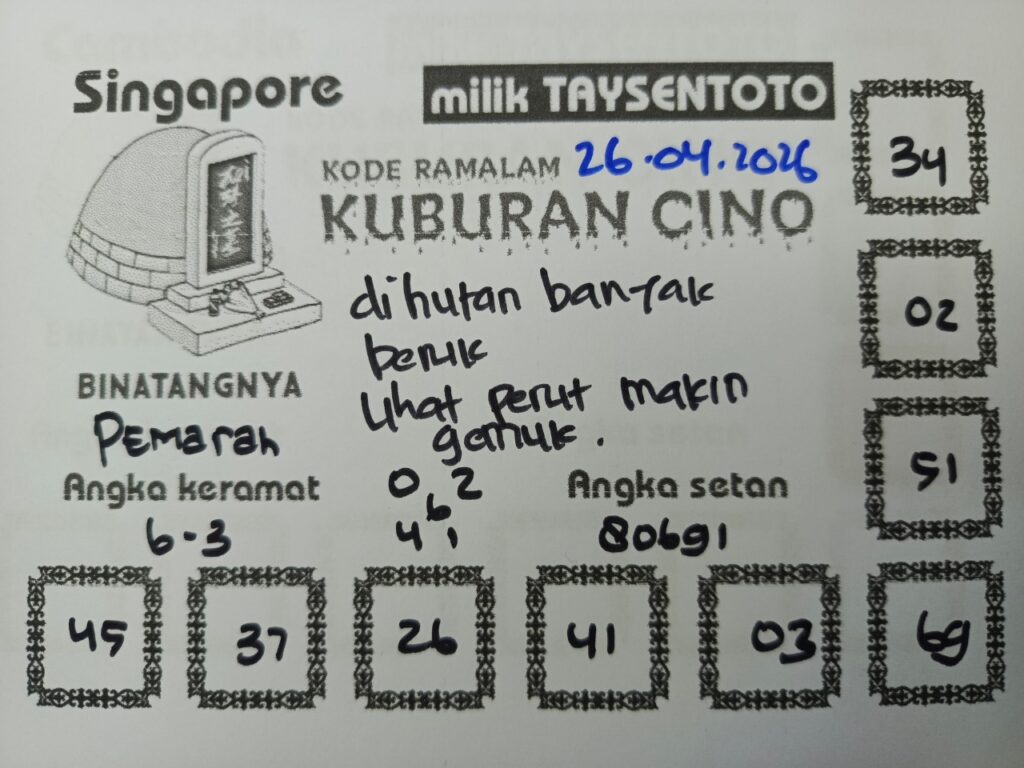 Singapore
milik TAYSENTOTO
KODE RAMALAM 26.04.2026
KUBURAN CINO
dihutan banyak
beruk
lihat perut makin
gemuk.
BINATANGNYA
Pemarah
Angka keramat
6-3
0 2
6
4 1
Angka setan
80691
34
02
51
45 37 26 41 03 69